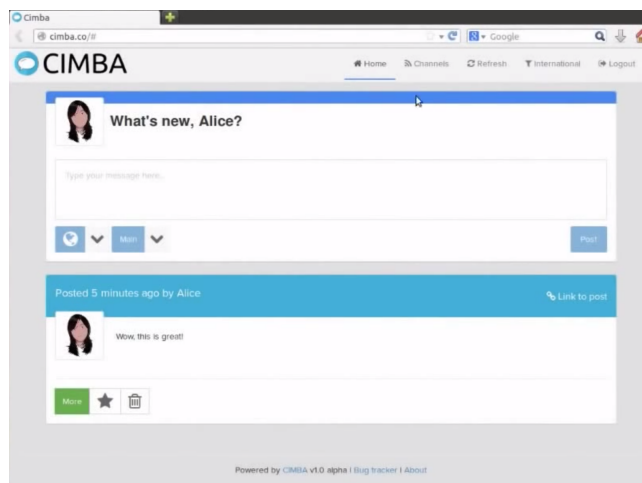 Cimba
cimba.co/#
Google
CIMBA
Home Channels Refresh International Logout
What's new, Alice?
Type your message here...
Main
Post
Posted 5 minutes ago by Alice
Link to post
Wow, this is great!
More
Powered by CIMBA v1.0 alpha | Bug tracker | About